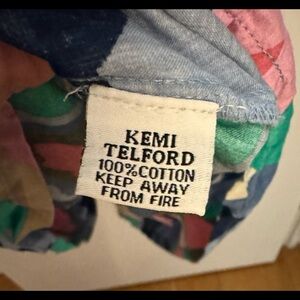 KEMI
TELFORD
100%COTTON
KEEP AWAY
FROM FIRE